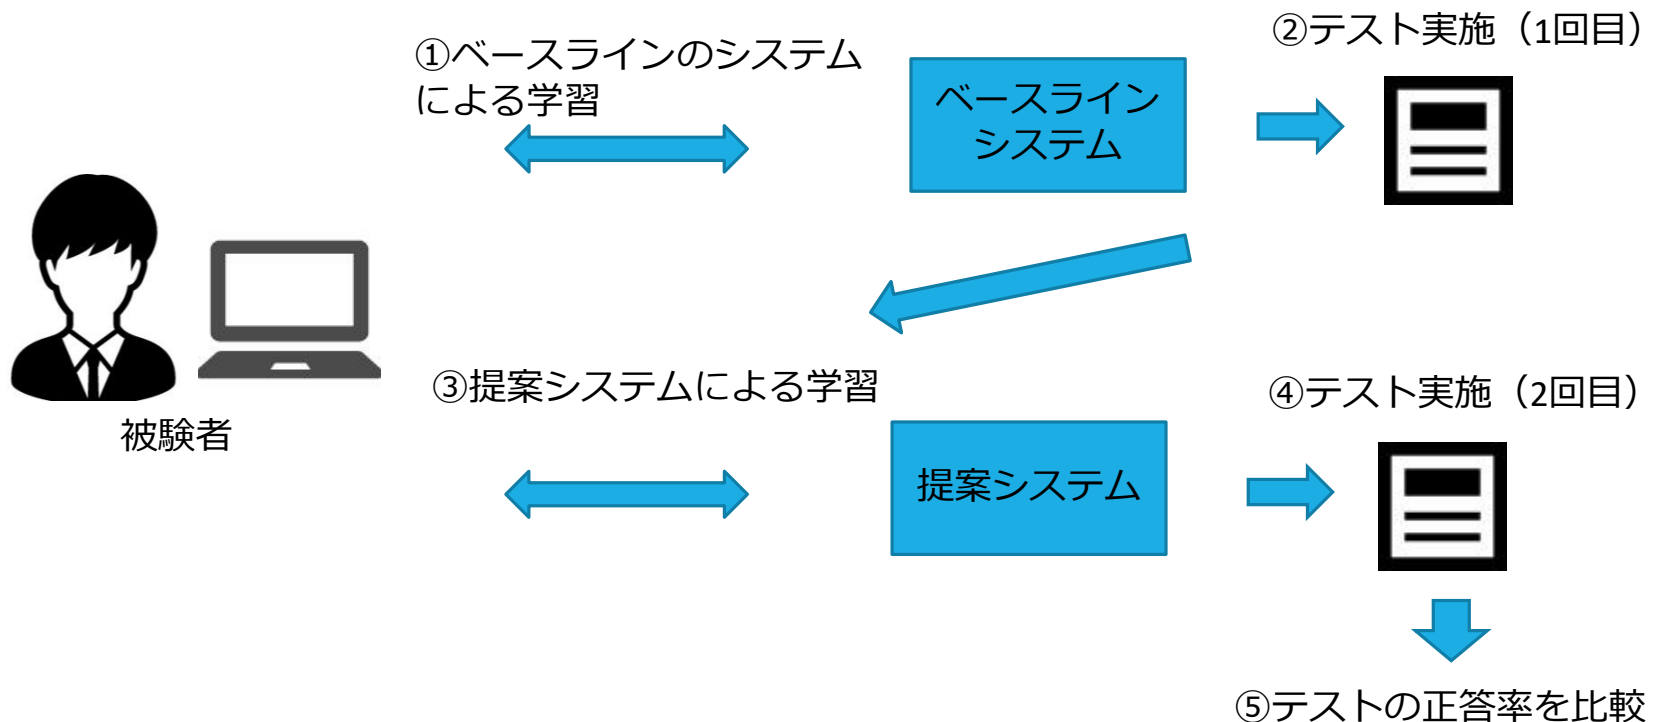 ①ベースラインのシステム
による学習
ベースライン
システム
②テスト実施（1回目）
被験者
③提案システムによる学習
提案システム
④テスト実施（2回目）
⑤テストの正答率を比較